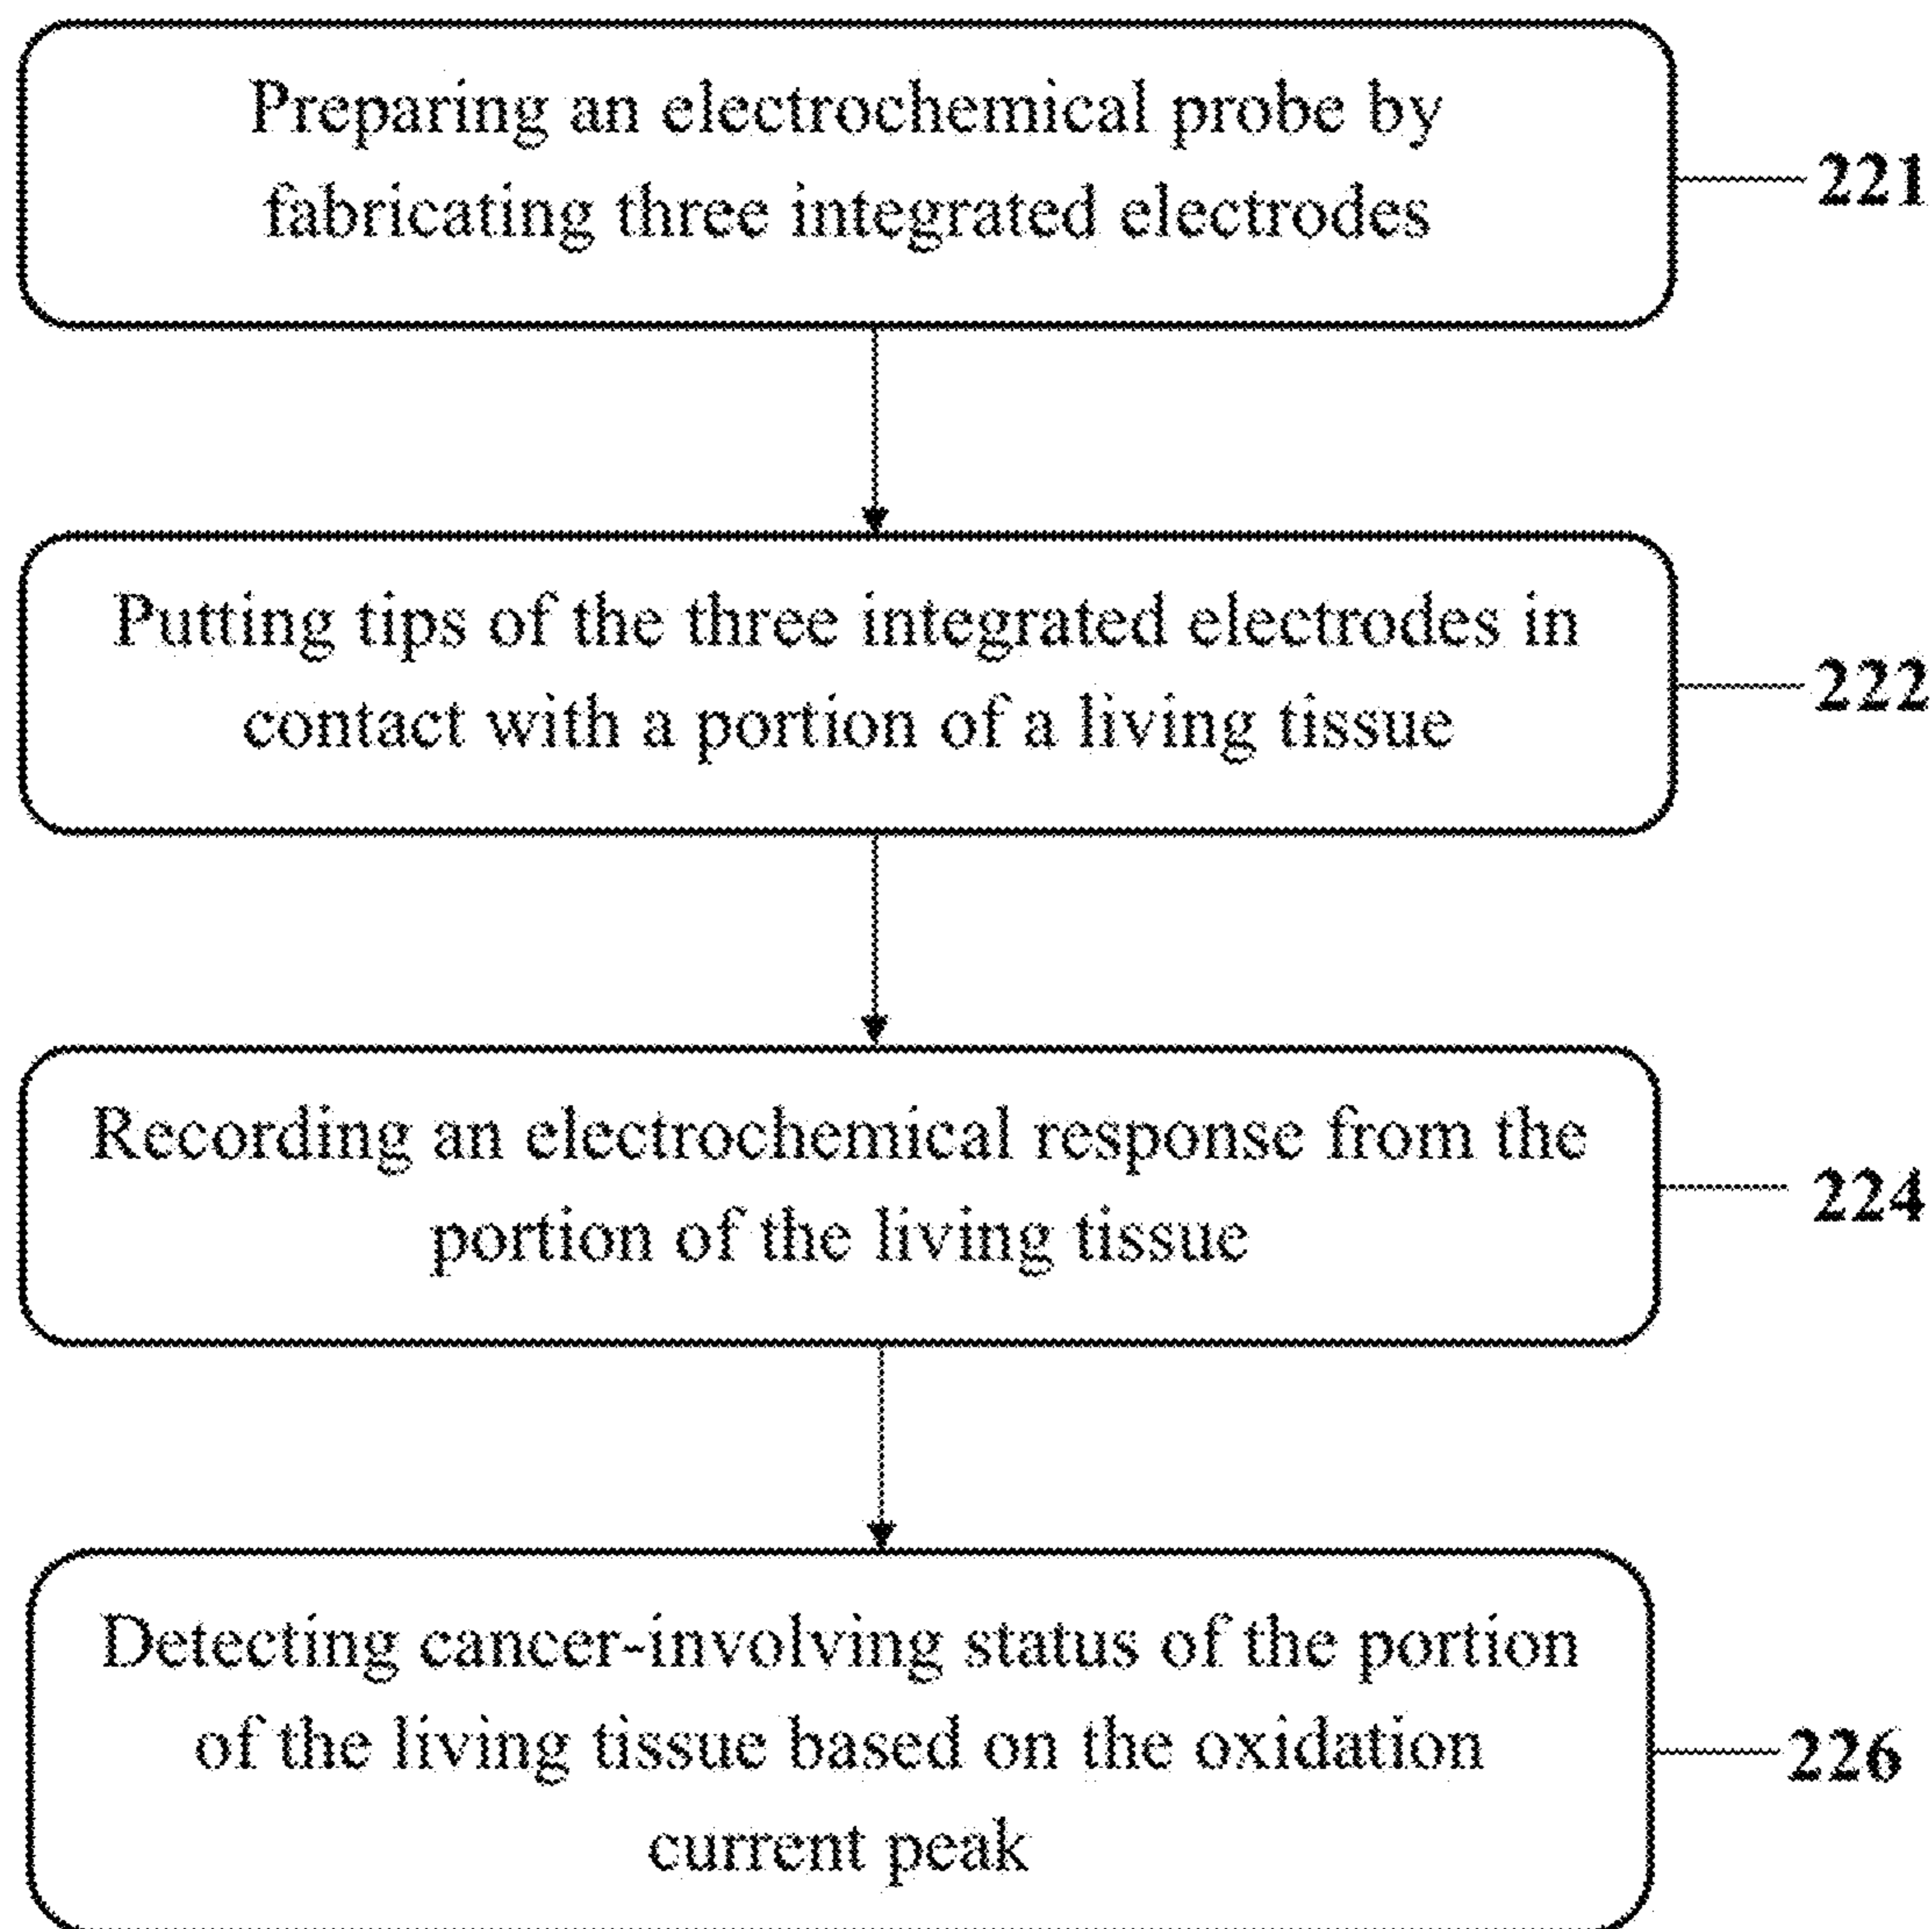 Preparing an electrochemical probe by
fabricating three integrated electrodes
221
Putting tips of the three integrated electrodes in
contact with a portion of a living tissue
222
Recording an electrochemical response from the
portion of the living tissue
224
Detecting cancer-involving status of the portion
of the living tissue based on the oxidation
current peak
226